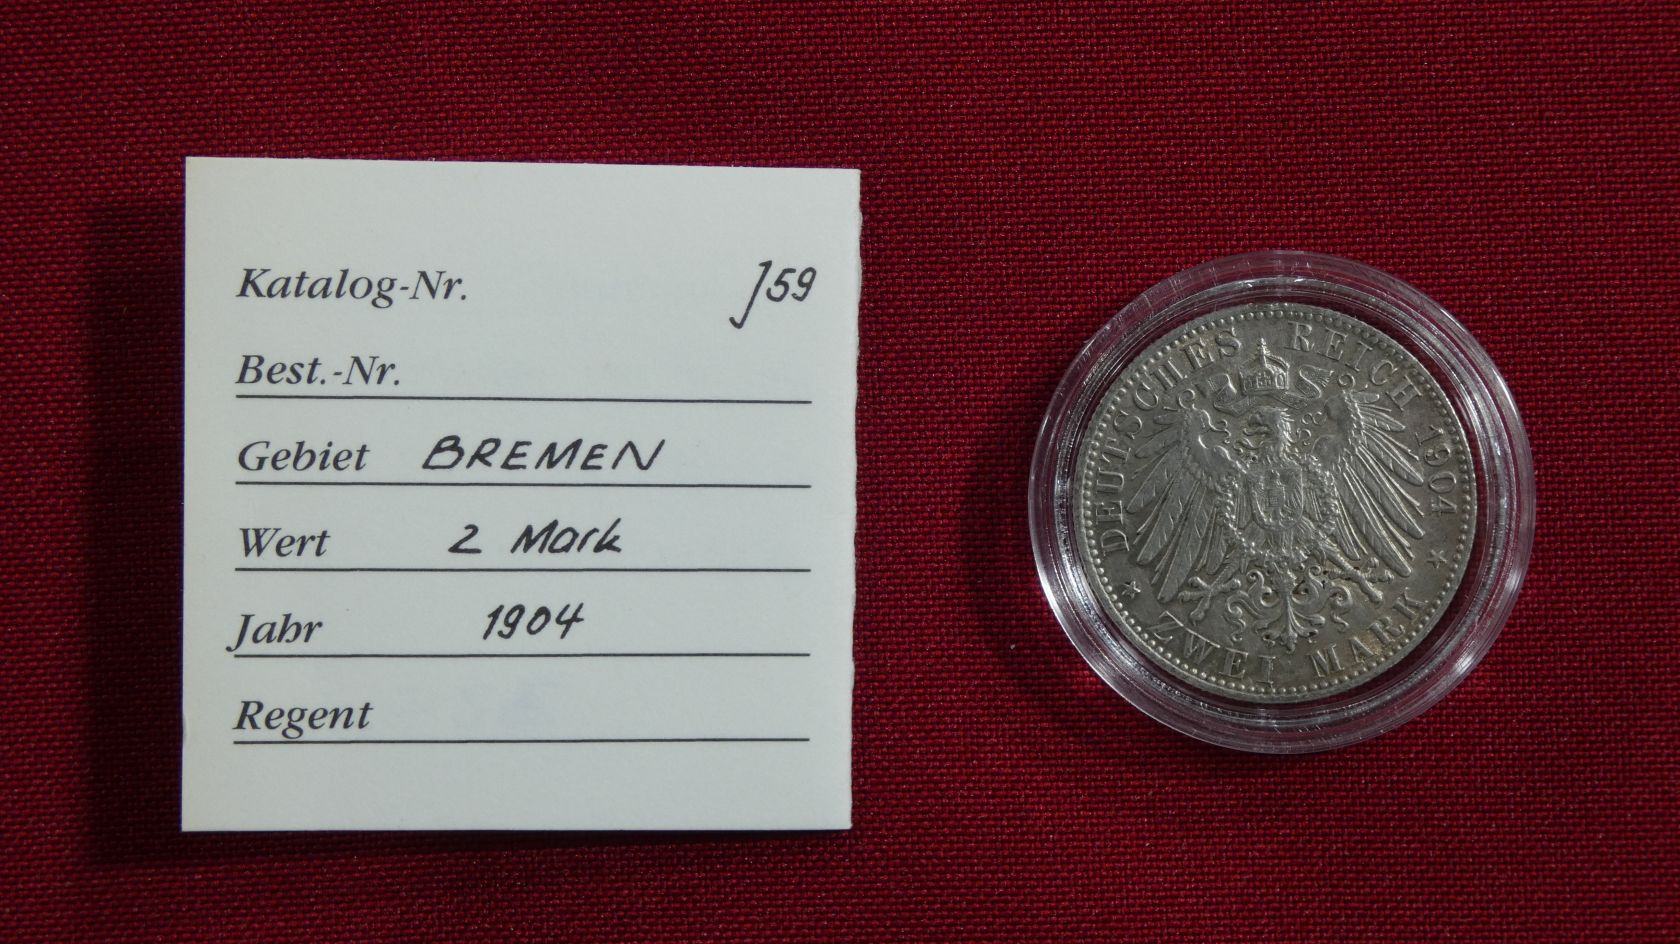 Katalog-Nr. J59
Best.-Nr.
Gebiet BREMEN
Wert 2 Mark
Jahr 1904
Regent
DEUTSCHES REICH 1904
* ZWEI MARK *